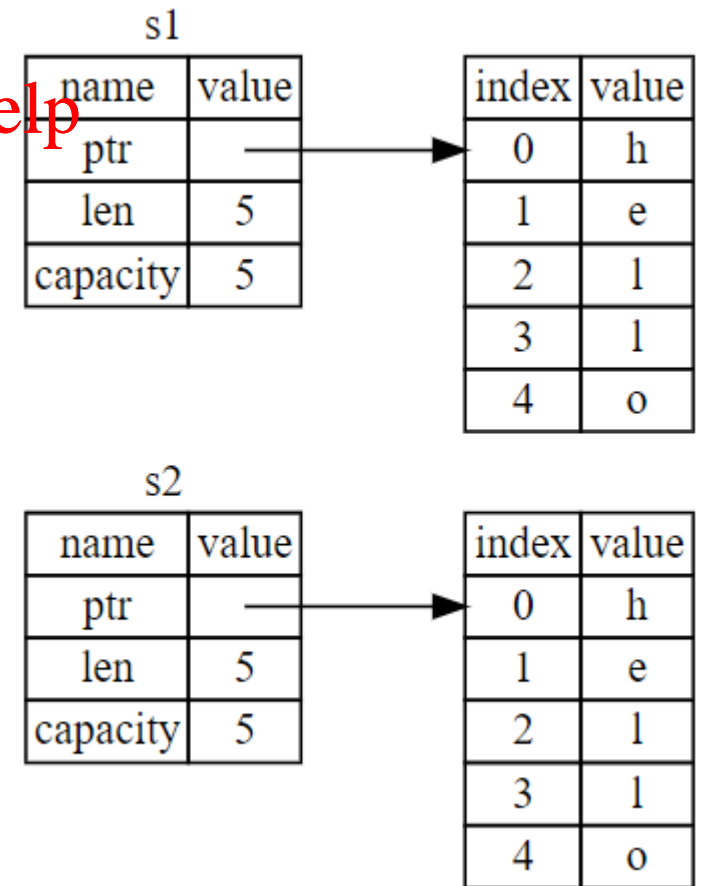 s1
name value
ptr
len 5
capacity 5
index value
0 h
1 e
2 l
3 l
4 o
elp
s2
name value
ptr
len 5
capacity 5
index value
0 h
1 e
2 l
3 l
4 o